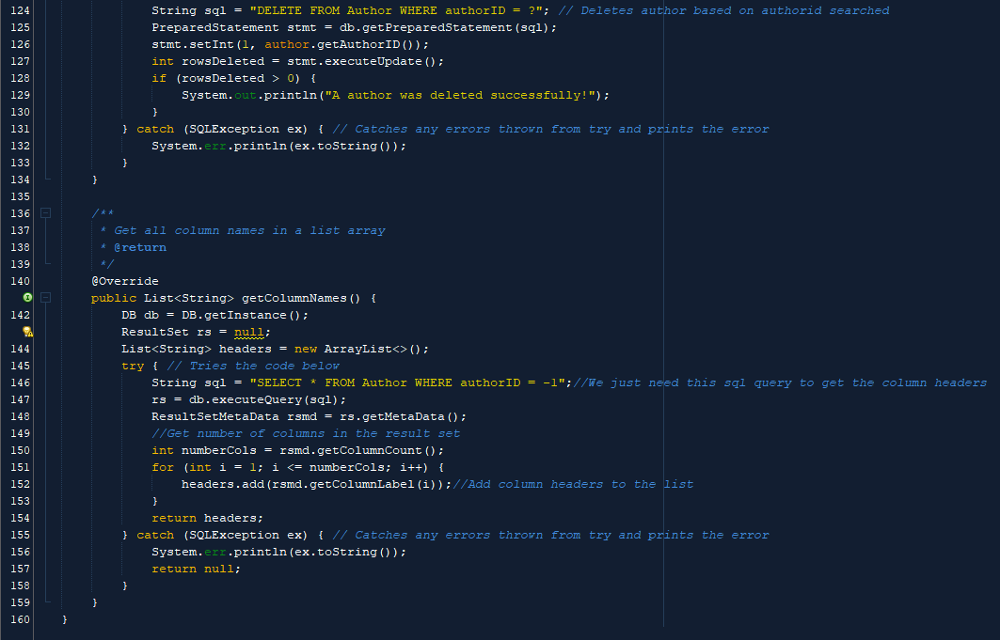 124 String sql = "DELETE FROM Author WHERE authorID = ?"; // Deletes author based on authorid searched
125 PreparedStatement stmt = db.getPreparedStatement(sql);
126 stmt.setInt(1, author.getAuthorID());
127 int rowsDeleted = stmt.executeUpdate();
128 if (rowsDeleted > 0) {
129 System.out.println("A author was deleted successfully!");
130 }
131 } catch (SQLException ex) { // Catches any errors thrown from try and prints the error
132 System.err.println(ex.toString());
133 }
134 }
135
136 /**
137 * Get all column names in a list array
138 * @return
139 */
140 @Override
public List<String> getColumnNames() {
142 DB db = DB.getInstance();
ResultSet rs = null;
144 List<String> headers = new ArrayList<>();
145 try { // Tries the code below
146 String sql = "SELECT * FROM Author WHERE authorID = -1";//We just need this sql query to get the column headers
147 rs = db.executeQuery(sql);
148 ResultSetMetaData rsmd = rs.getMetaData();
149 //Get number of columns in the result set
150 int numberCols = rsmd.getColumnCount();
151 for (int i = 1; i <= numberCols; i++) {
152 headers.add(rsmd.getColumnLabel(i));//Add column headers to the list
153 }
154 return headers;
155 } catch (SQLException ex) { // Catches any errors thrown from try and prints the error
156 System.err.println(ex.toString());
157 return null;
158 }
159 }
160 }